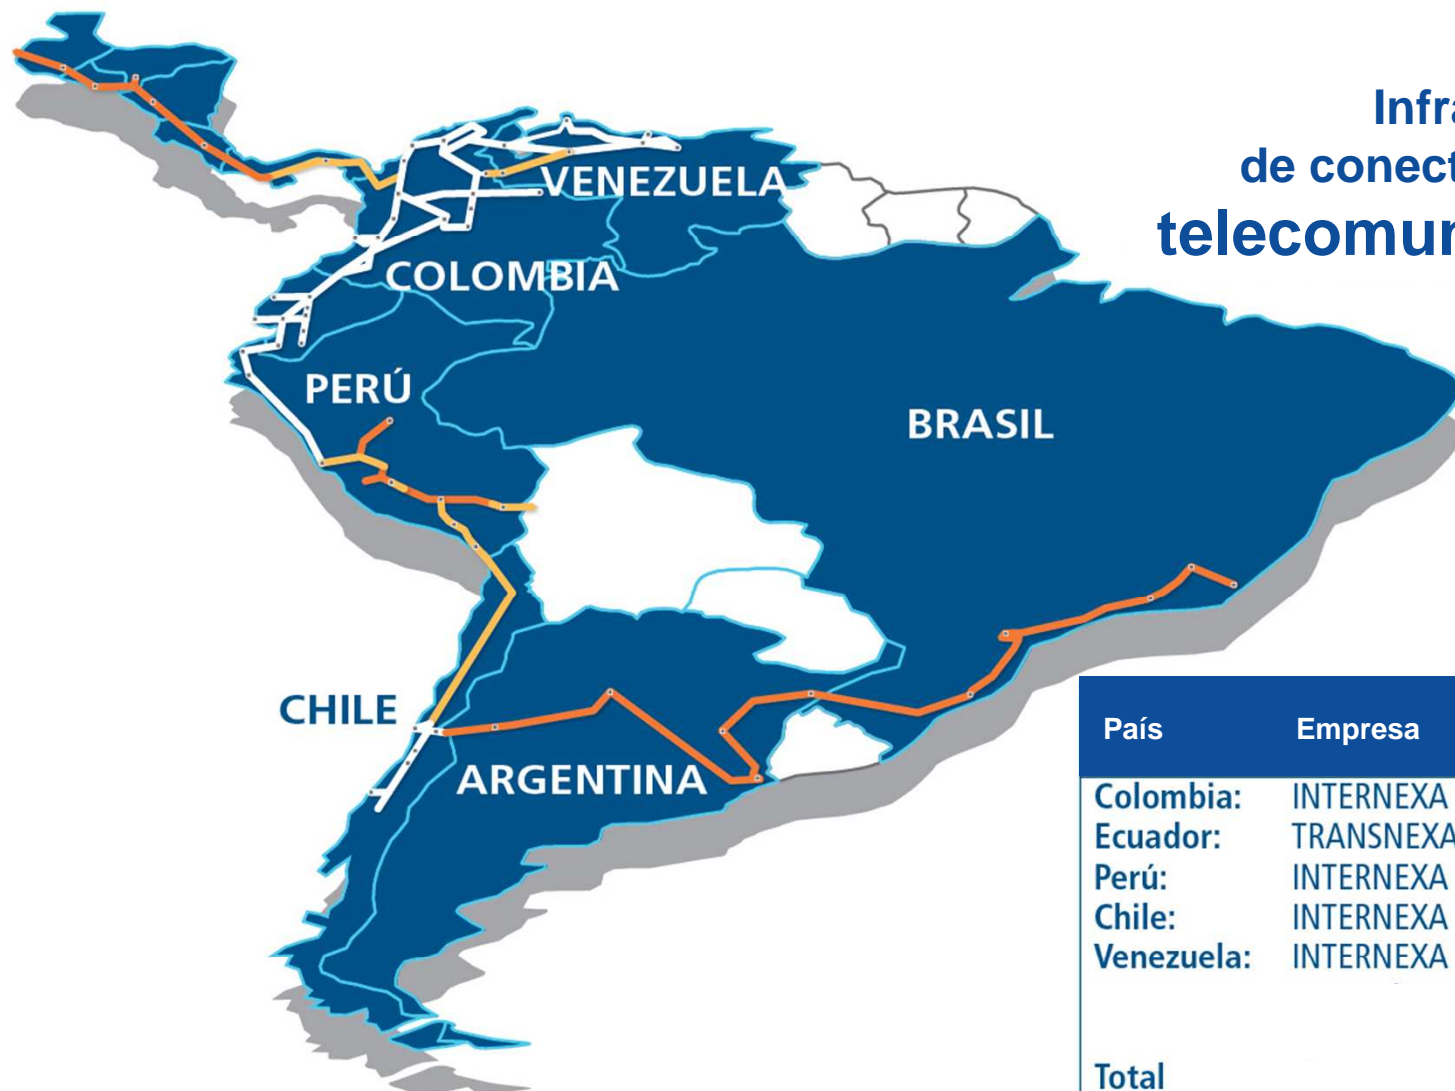 Infra
de conect
telecomun
VENEZUELA
COLOMBIA
PERÚ
BRASIL
CHILE
ARGENTINA
País Empresa
Colombia: INTERNEXA
Ecuador: TRANSNEXA
Perú: INTERNEXA
Chile: INTERNEXA
Venezuela: INTERNEXA
Total